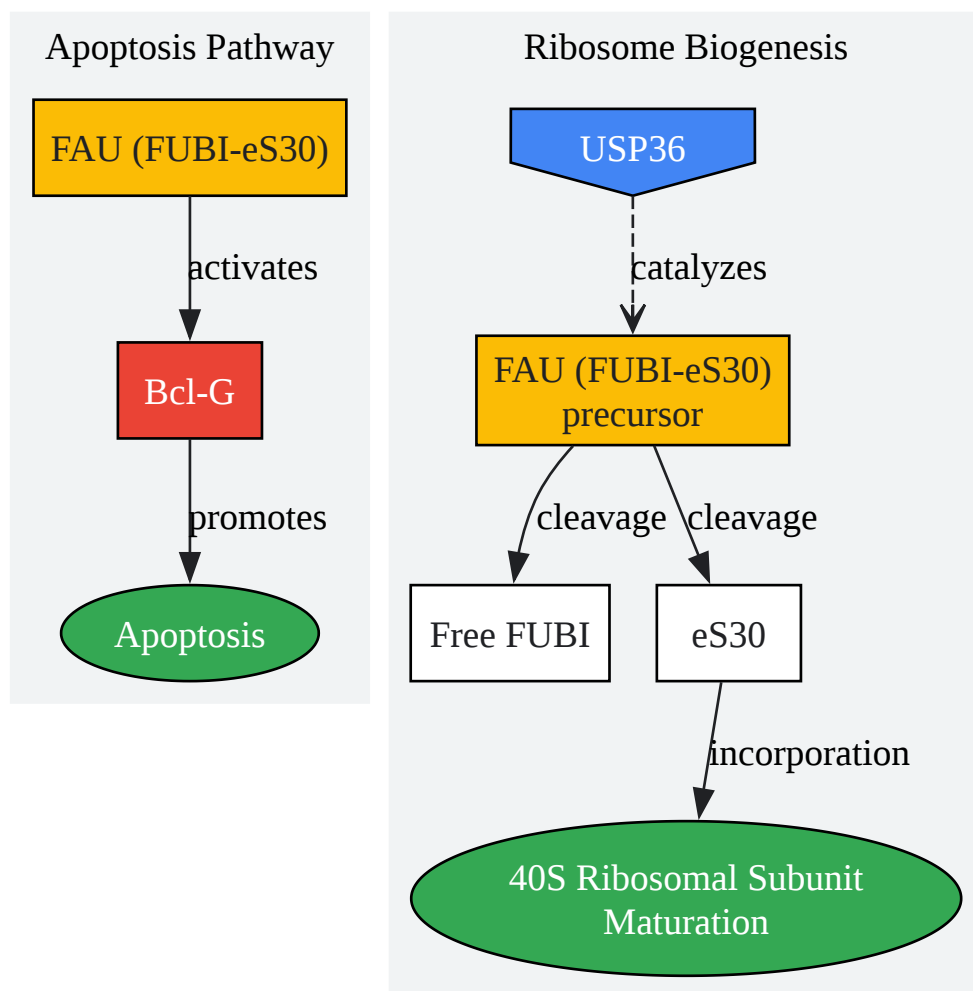 Apoptosis Pathway
FAU (FUBI-eS30)
activates
Bcl-G
promotes
Apoptosis
Ribosome Biogenesis
USP36
catalyzes
FAU (FUBI-eS30)
precursor
cleavage
cleavage
Free FUBI
eS30
incorporation
40S Ribosomal Subunit
Maturation